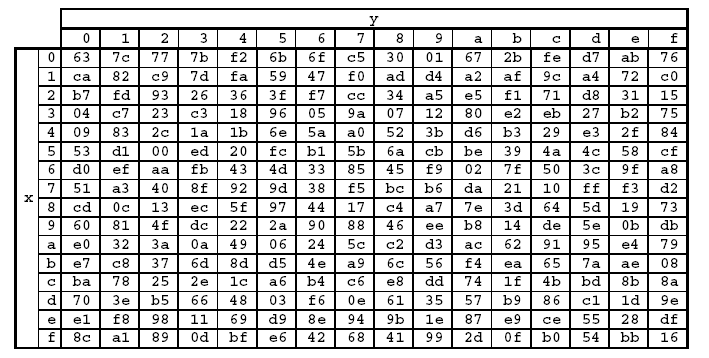 y
0 1 2 3 4 5 6 7 8 9 a b c d e f
0 63 7c 77 7b f2 6b 6f c5 30 01 67 2b fe d7 ab 76
1 ca 82 c9 7d fa 59 47 f0 ad d4 a2 af 9c a4 72 c0
2 b7 fd 93 26 36 3f f7 cc 34 a5 e5 f1 71 d8 31 15
3 04 c7 23 c3 18 96 05 9a 07 12 80 e2 eb 27 b2 75
4 09 83 2c 1a 1b 6e 5a a0 52 3b d6 b3 29 e3 2f 84
5 53 d1 00 ed 20 fc b1 5b 6a cb be 39 4a 4c 58 cf
6 d0 ef aa fb 43 4d 33 85 45 f9 02 7f 50 3c 9f a8
x 7 51 a3 40 8f 92 9d 38 f5 bc b6 da 21 10 ff f3 d2
8 cd 0c 13 ec 5f 97 44 17 c4 a7 7e 3d 64 5d 19 73
9 60 81 4f dc 22 2a 90 88 46 ee b8 14 de 5e 0b db
a e0 32 3a 0a 49 06 24 5c c2 d3 ac 62 91 95 e4 79
b e7 c8 37 6d 8d d5 4e a9 6c 56 f4 ea 65 7a ae 08
c ba 78 25 2e 1c a6 b4 c6 e8 dd 74 1f 4b bd 8b 8a
d 70 3e b5 66 48 03 f6 0e 61 35 57 b9 86 c1 1d 9e
e e1 f8 98 11 69 d9 8e 94 9b 1e 87 e9 ce 55 28 df
f 8c a1 89 0d bf e6 42 68 41 99 2d 0f b0 54 bb 16